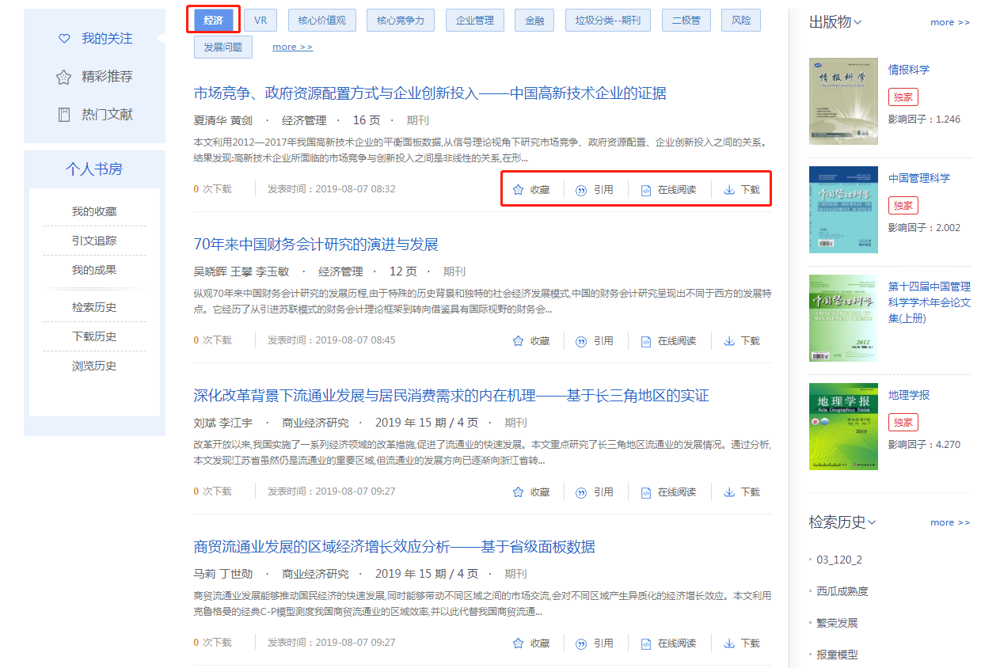 我的关注
精彩推荐
热门文献
个人书房
我的收藏
引文追踪
我的成果
检索历史
下载历史
浏览历史
经济 VR 核心价值观 核心竞争力 企业管理 金融 垃圾分类--期刊 二极管 风险
发展问题 more >>
市场竞争、政府资源配置方式与企业创新投入——中国高新技术企业的证据
夏清华 黄剑 · 经济管理 · 16 页 · 期刊
本文利用2012—2017年我国高新技术企业的平衡面板数据,从信号理论视角下研究市场竞争、政府资源配置、企业创新投入之间的关系。
结果发现:高新技术企业所面临的市场竞争与创新投入之间是非线性的关系,在形...
0 次下载 发表时间：2019-08-07 08:32 收藏 引用 在线阅读 下载
70年来中国财务会计研究的演进与发展
吴晓晖 王攀 李玉敏 · 经济管理 · 12 页 · 期刊
纵观70年来中国财务会计研究的发展历程,由于特殊的历史背景和独特的社会经济发展模式,中国的财务会计研究呈现出不同于西方的发展特
点。它经历了从引进苏联模式的财务会计理论框架到转向借鉴具有国际视野的财务会...
0 次下载 发表时间：2019-08-07 08:45 收藏 引用 在线阅读 下载
深化改革背景下流通业发展与居民消费需求的内在机理——基于长三角地区的实证
刘斌 李江宇 · 商业经济研究 · 2019 年 15 期 / 4 页 · 期刊
改革开放以来,我国实施了一系列经济领域的改革措施,促进了流通业的快速发展。本文重点研究了长三角地区流通业的发展情况。通过分析,
本文发现江苏省虽然仍是流通业的重要区域,但流通业的发展方向已逐渐向浙江省转...
0 次下载 发表时间：2019-08-07 09:27 收藏 引用 在线阅读 下载
商贸流通业发展的区域经济增长效应分析——基于省级面板数据
马莉 丁世勋 · 商业经济研究 · 2019 年 15 期 / 4 页 · 期刊
商贸流通业发展能够推动国民经济的快速发展,同时能够带动不同区域之间的市场交流,会对不同区域产生异质化的经济增长效应。本文利用
克鲁格曼的经典C-P模型测度我国商贸流通业的区域效率,并以此代替我国商贸流通...
0 次下载 发表时间：2019-08-07 09:27 收藏 引用 在线阅读 下载
出版物 more >>
情报科学
情报科学
独家
影响因子：1.246
中国管理科学
CHINESE JOURNAL OF
MANAGEMENT SCIENCE
中国管理科学
独家
影响因子：2.002
中国管理科学
CHINESE JOURNAL OF
MANAGEMENT SCIENCE
2012
第十四届中国管理
科学学术年会论文
集(上册)
地理学报
Acta Geographica Sinica
2019
地理学报
独家
影响因子：4.270
检索历史 more >>
03_120_2
西瓜成熟度
繁荣发展
报童模型